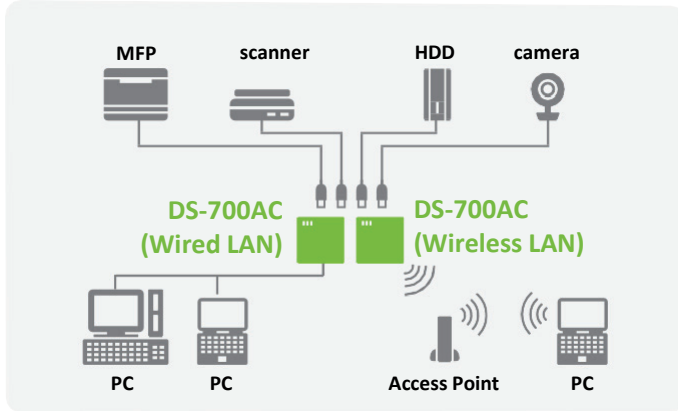 MFP
scanner
HDD
camera
DS-700AC
(Wired LAN)
DS-700AC
(Wireless LAN)
PC
PC
Access Point
PC